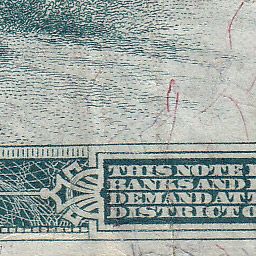 THIS NOTE
BANKS AND
DEMAND AT T
DISTRICT O